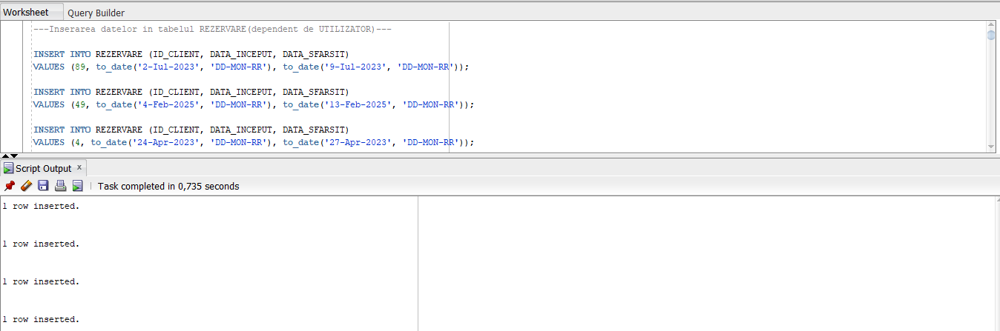 Worksheet Query Builder
---Inserarea datelor in tabelul REZERVARE(dependent de UTILIZATOR)---
INSERT INTO REZERVARE (ID_CLIENT, DATA_INCEPUT, DATA_SFARSIT)
VALUES (89, to_date('2-Iul-2023', 'DD-MON-RR'), to_date('9-Iul-2023', 'DD-MON-RR'));
INSERT INTO REZERVARE (ID_CLIENT, DATA_INCEPUT, DATA_SFARSIT)
VALUES (49, to_date('4-Feb-2025', 'DD-MON-RR'), to_date('13-Feb-2025', 'DD-MON-RR'));
INSERT INTO REZERVARE (ID_CLIENT, DATA_INCEPUT, DATA_SFARSIT)
VALUES (4, to_date('24-Apr-2023', 'DD-MON-RR'), to_date('27-Apr-2023', 'DD-MON-RR'));
Script Output x
Task completed in 0,735 seconds
1 row inserted.
1 row inserted.
1 row inserted.
1 row inserted.